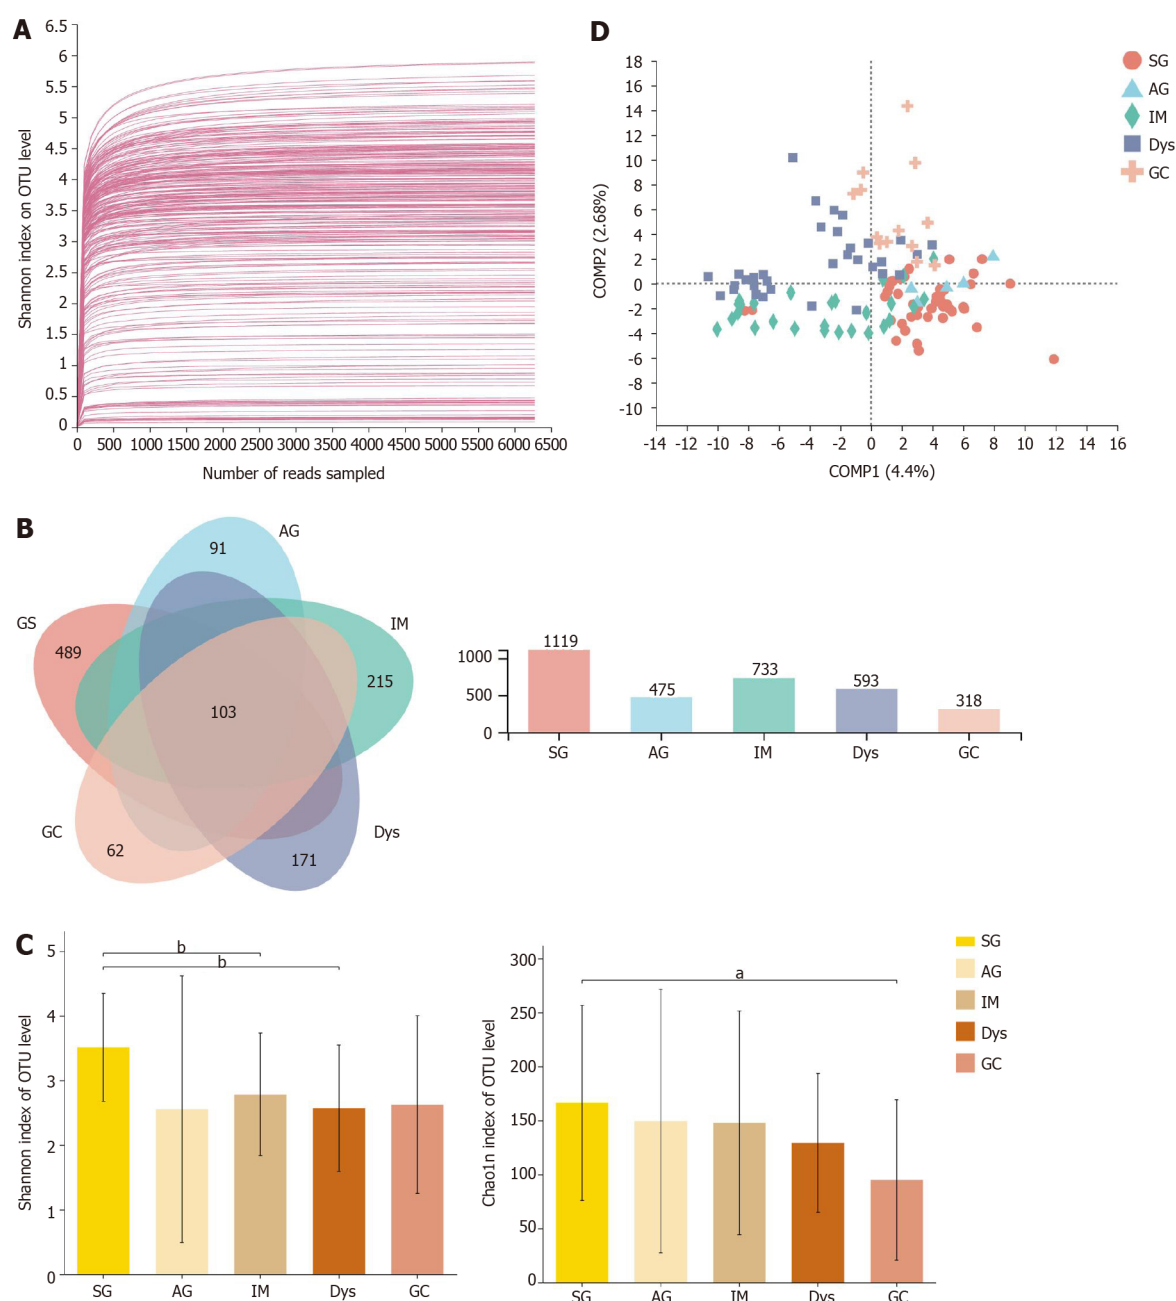 A
6.5
6
5.5
5
4.5
4
3.5
3
2.5
2
1.5
1
0.5
0
Shannon index on OTU level
0 500 1000 1500 2000 2500 3000 3500 4000 4500 5000 5500 6000 6500
Number of reads sampled
D
18
16
14
12
10
8
6
4
2
0
-2
-4
-6
-8
-10
COMP2 (2.68%)
-14 -12 -10 -8 -6 -4 -2 0 2 4 6 8 10 12 14 16
COMP1 (4.4%)
SG
AG
IM
Dys
GC
B
AG
91
GS
489
IM
215
103
GC
62
Dys
171
1000
500
0
1119
475
733
593
318
SG AG IM Dys GC
C
5
4
3
2
1
0
Shannon index of OTU level
b
b
SG AG IM Dys GC
300
250
200
150
100
50
0
Chao1n index of OTU level
a
SG AG IM Dys GC
SG
AG
IM
Dys
GC